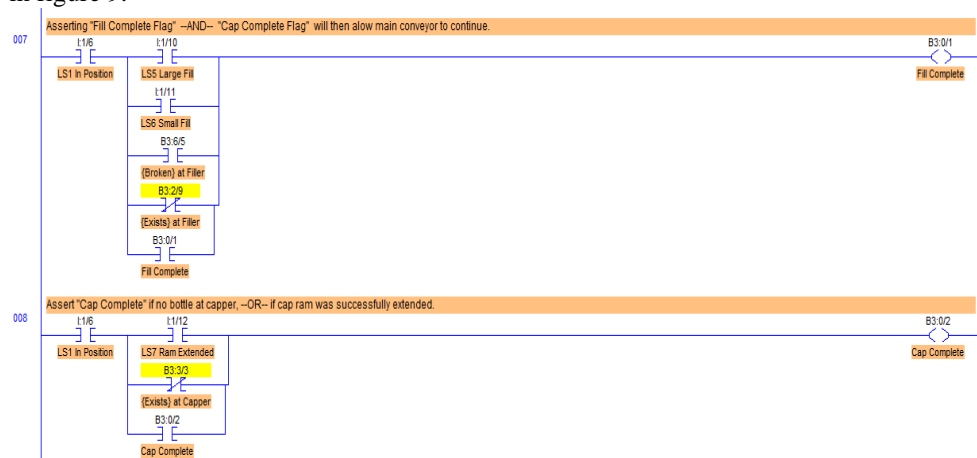 in figure 9.
Asserting "Fill Complete Flag" --AND-- "Cap Complete Flag" will then alow main conveyor to continue.
007
I:1/6
I:1/10
B3:0/1
LS1 In Position
LS5 Large Fill
Fill Complete
I:1/11
LS6 Small Fill
B3:6/5
{Broken} at Filler
B3:2/9
{Exists} at Filler
B3:0/1
Fill Complete
Assert "Cap Complete" if no bottle at capper, --OR-- if cap ram was successfully extended.
008
I:1/6
I:1/12
B3:0/2
LS1 In Position
LS7 Ram Extended
Cap Complete
B3:3/3
{Exists} at Capper
B3:0/2
Cap Complete